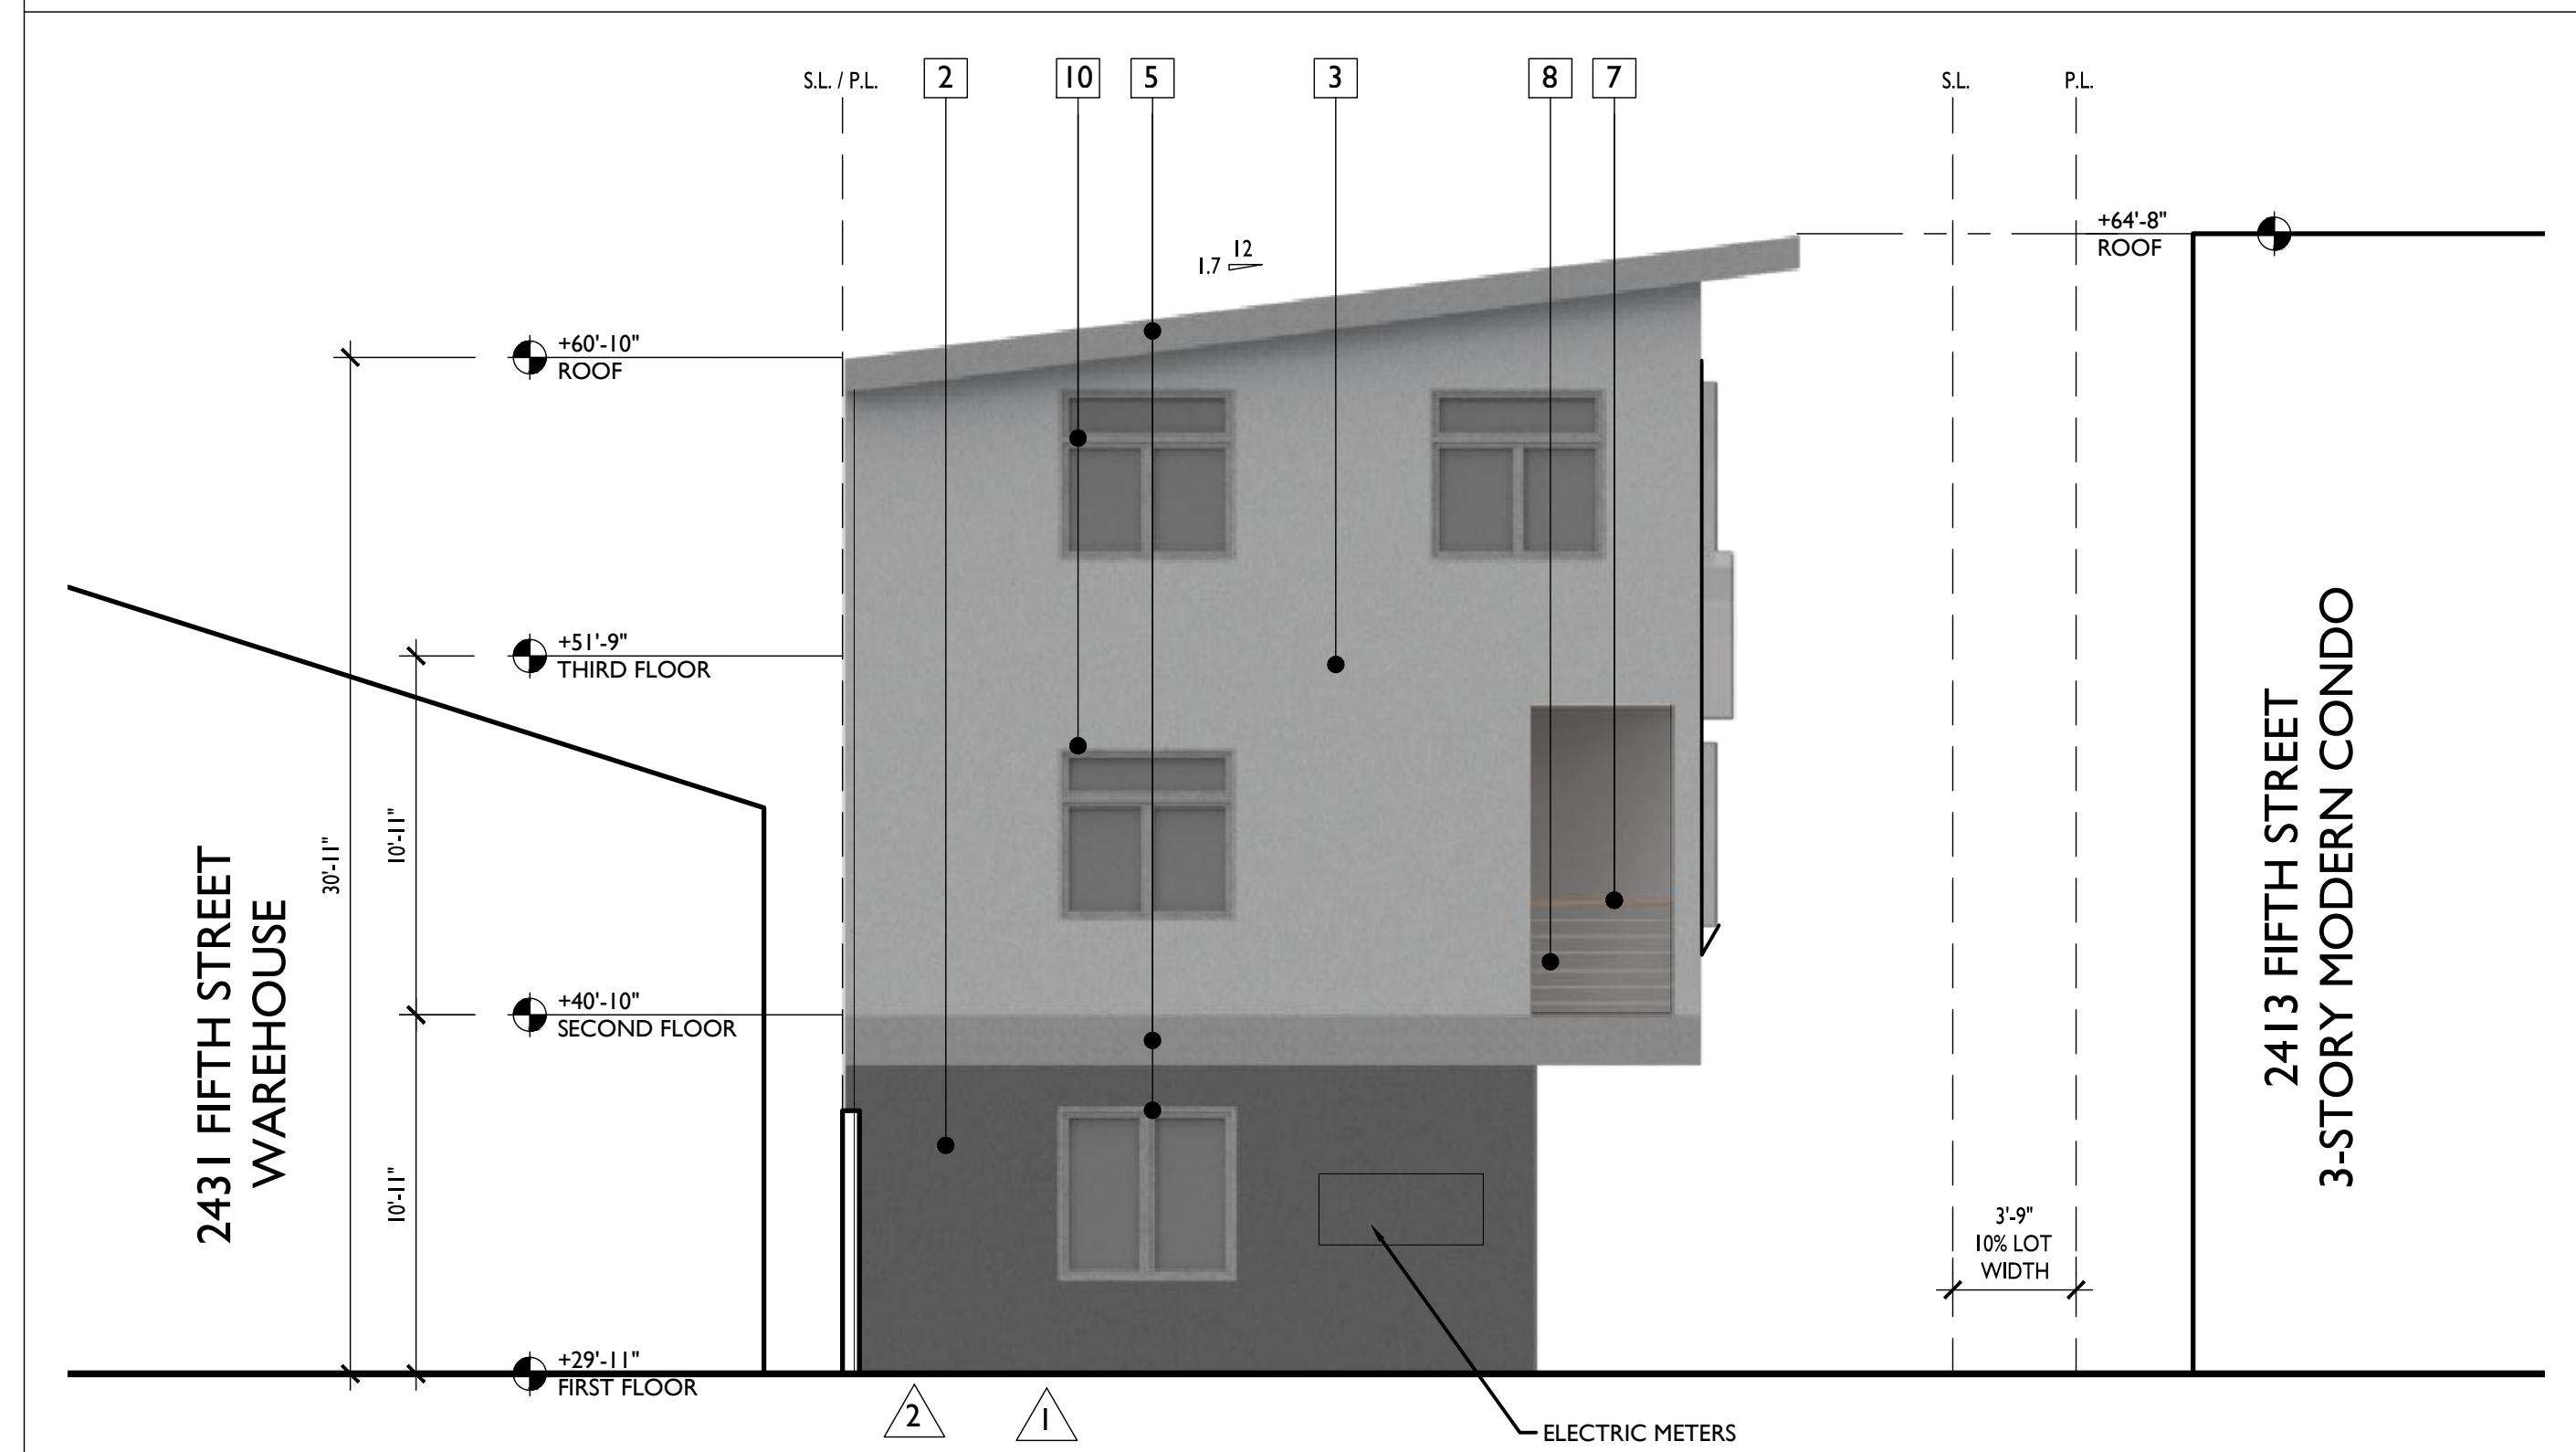 S.L. / P.L.
2
10
5
3
8
7
S.L.
P.L.
+64'-8"
ROOF
12
1.7
+60'-10"
ROOF
+51'-9"
THIRD FLOOR
10'-11"
30'-11"
2431 FIFTH STREET
WAREHOUSE
2413 FIFTH STREET
3-STORY MODERN CONDO
+40'-10"
SECOND FLOOR
10'-11"
3'-9"
10% LOT
WIDTH
+29'-11"
FIRST FLOOR
2
1
ELECTRIC METERS